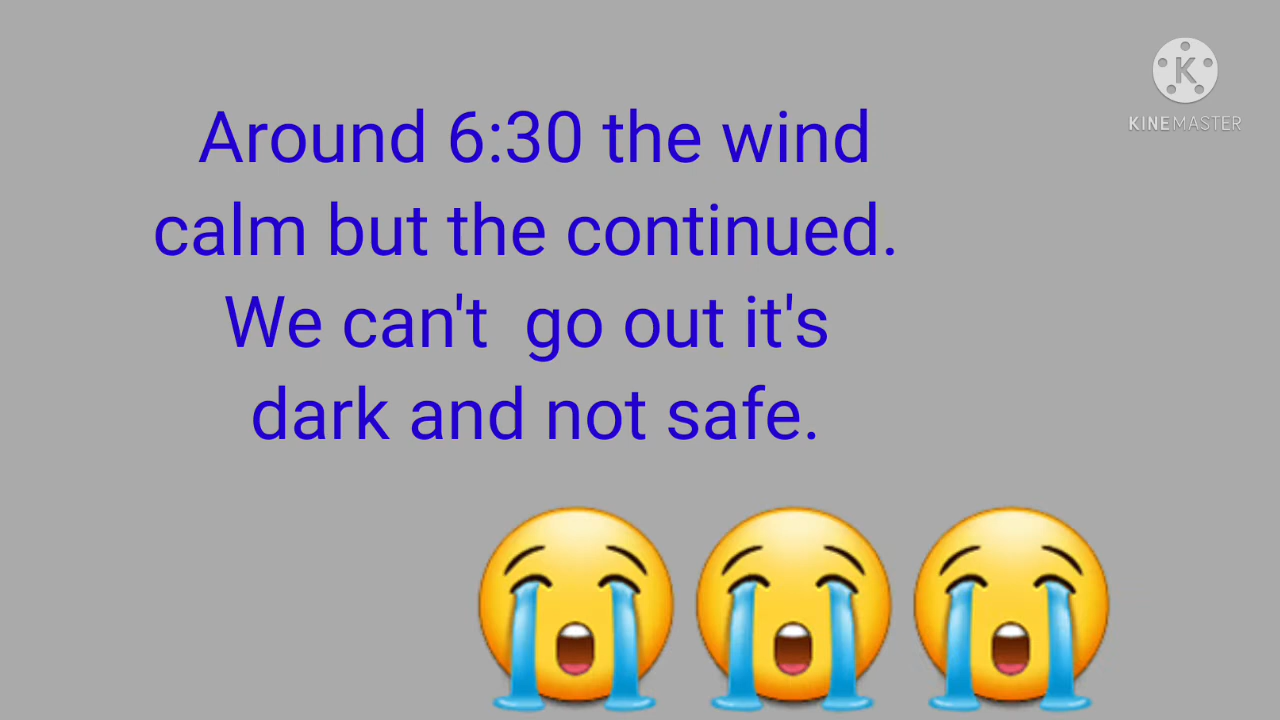 Around 6:30 the wind
calm but the continued.
We can't  go out it's
dark and not safe.
K
KINEMASTER